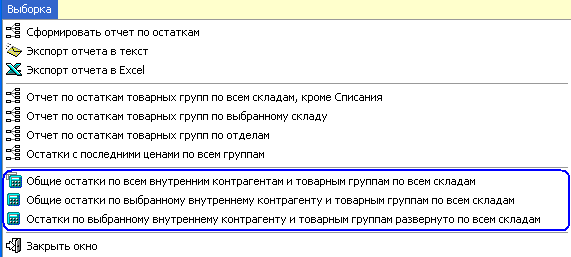 Выборка
Сформировать отчет по остаткам
Экспорт отчета в текст
Экспорт отчета в Excel
Отчет по остаткам товарных групп по всем складам, кроме Списания
Отчет по остаткам товарных групп по выбранному складу
Отчет по остаткам товарных групп по отделам
Остатки с последними ценами по всем группам
Общие остатки по всем внутренним контрагентам и товарным группам по всем складам
Общие остатки по выбранному внутреннему контрагенту и товарным группам по всем складам
Остатки по выбранному внутреннему контрагенту и товарным группам развернуто по всем складам
Закрыть окно